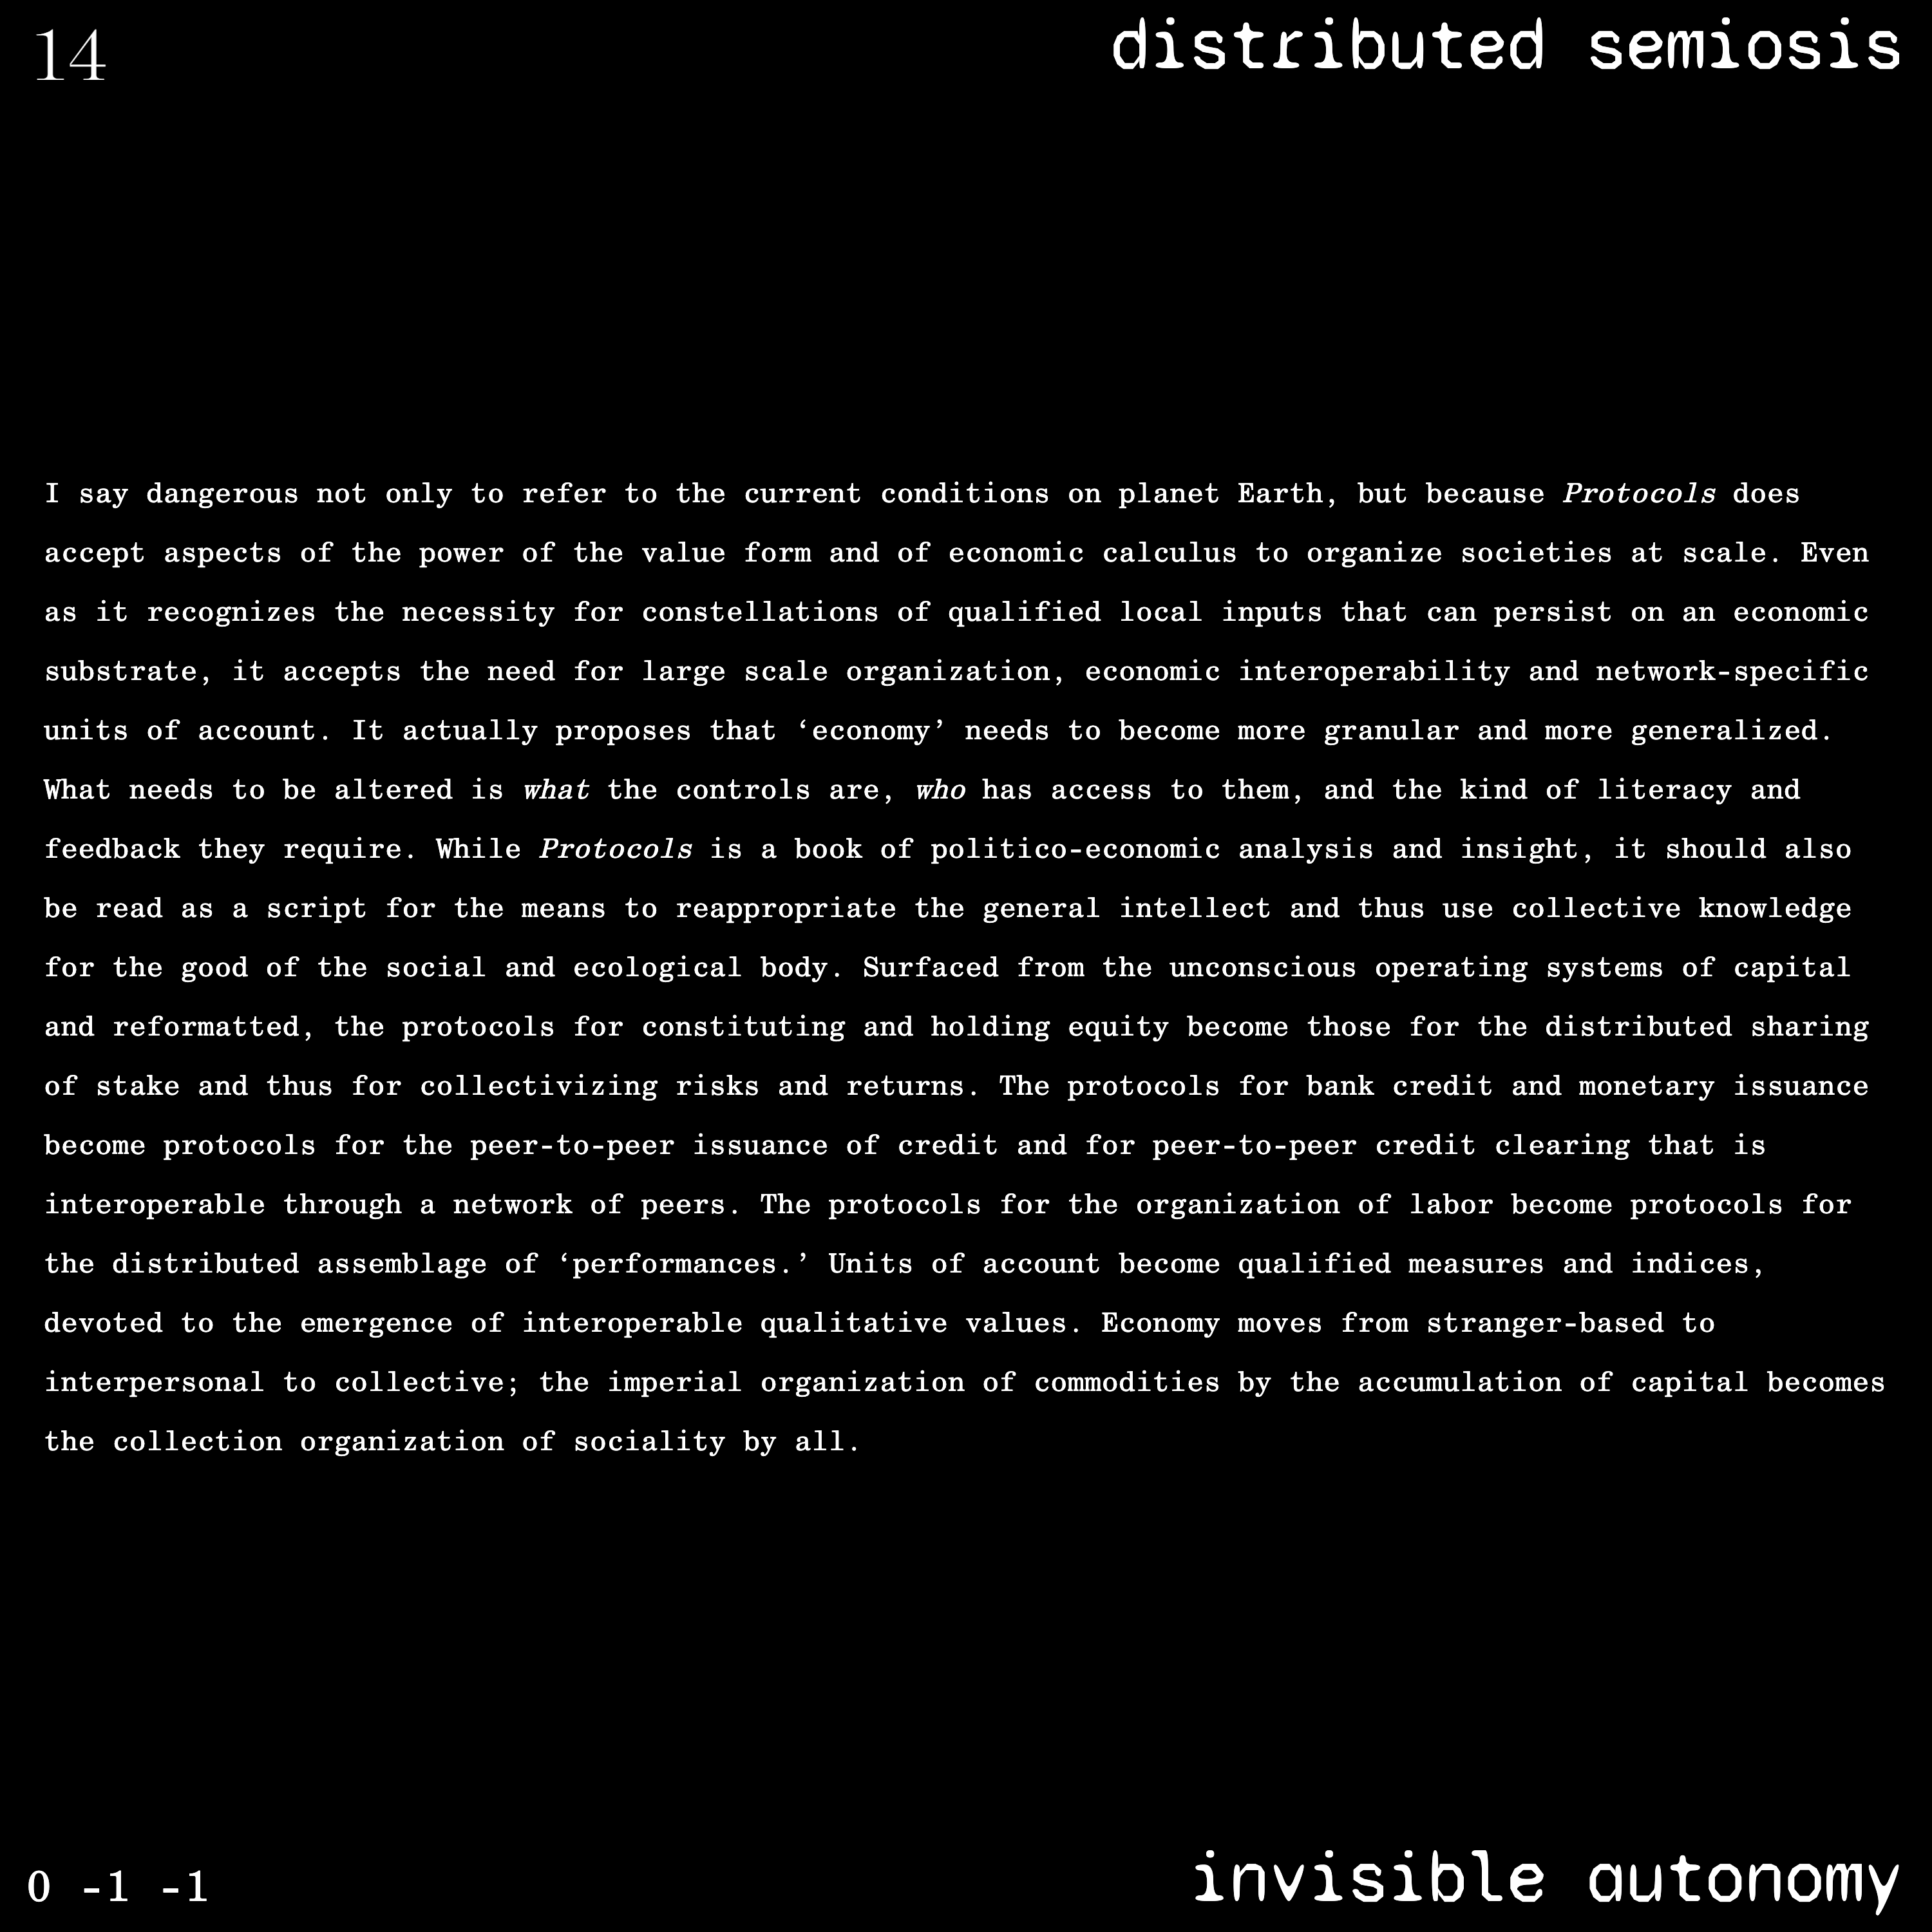 14
distributed semiosis
I say dangerous not only to refer to the current conditions on planet Earth, but because Protocols does
accept aspects of the power of the value form and of economic calculus to organize societies at scale. Even
as it recognizes the necessity for constellations of qualified local inputs that can persist on an economic
substrate, it accepts the need for large scale organization, economic interoperability and network-specific
units of account. It actually proposes that ‘economy’ needs to become more granular and more generalized.
What needs to be altered is what the controls are, who has access to them, and the kind of literacy and
feedback they require. While Protocols is a book of politico-economic analysis and insight, it should also
be read as a script for the means to reappropriate the general intellect and thus use collective knowledge
for the good of the social and ecological body. Surfaced from the unconscious operating systems of capital
and reformatted, the protocols for constituting and holding equity become those for the distributed sharing
of stake and thus for collectivizing risks and returns. The protocols for bank credit and monetary issuance
become protocols for the peer-to-peer issuance of credit and for peer-to-peer credit clearing that is
interoperable through a network of peers. The protocols for the organization of labor become protocols for
the distributed assemblage of ‘performances.’ Units of account become qualified measures and indices,
devoted to the emergence of interoperable qualitative values. Economy moves from stranger-based to
interpersonal to collective; the imperial organization of commodities by the accumulation of capital becomes
the collection organization of sociality by all.
0 -1 -1
invisible autonomy